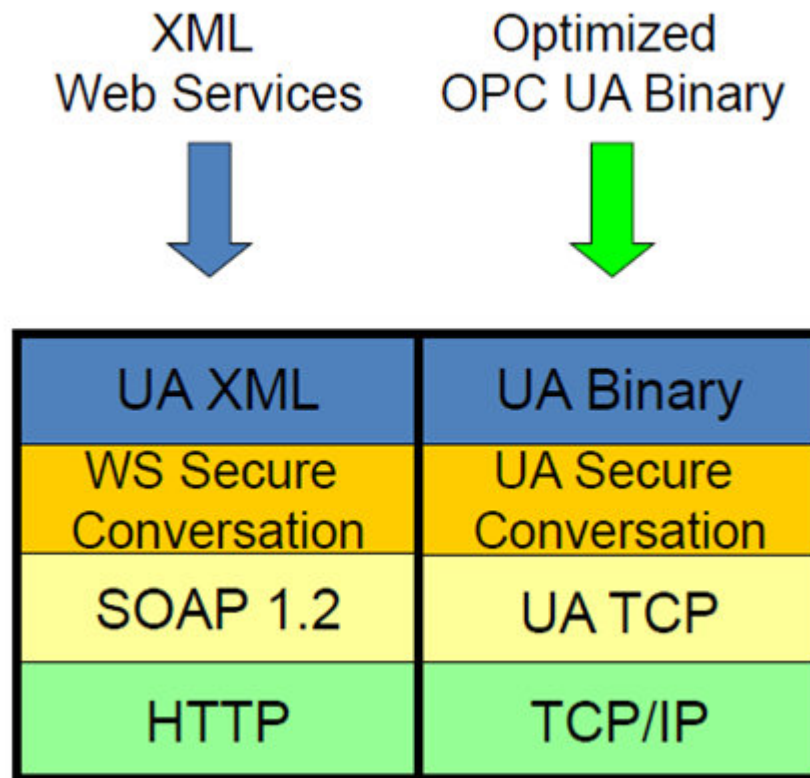 XML
Web Services
Optimized
OPC UA Binary
UA XML
UA Binary
WS Secure
Conversation
UA Secure
Conversation
SOAP 1.2
UA TCP
HTTP
TCP/IP